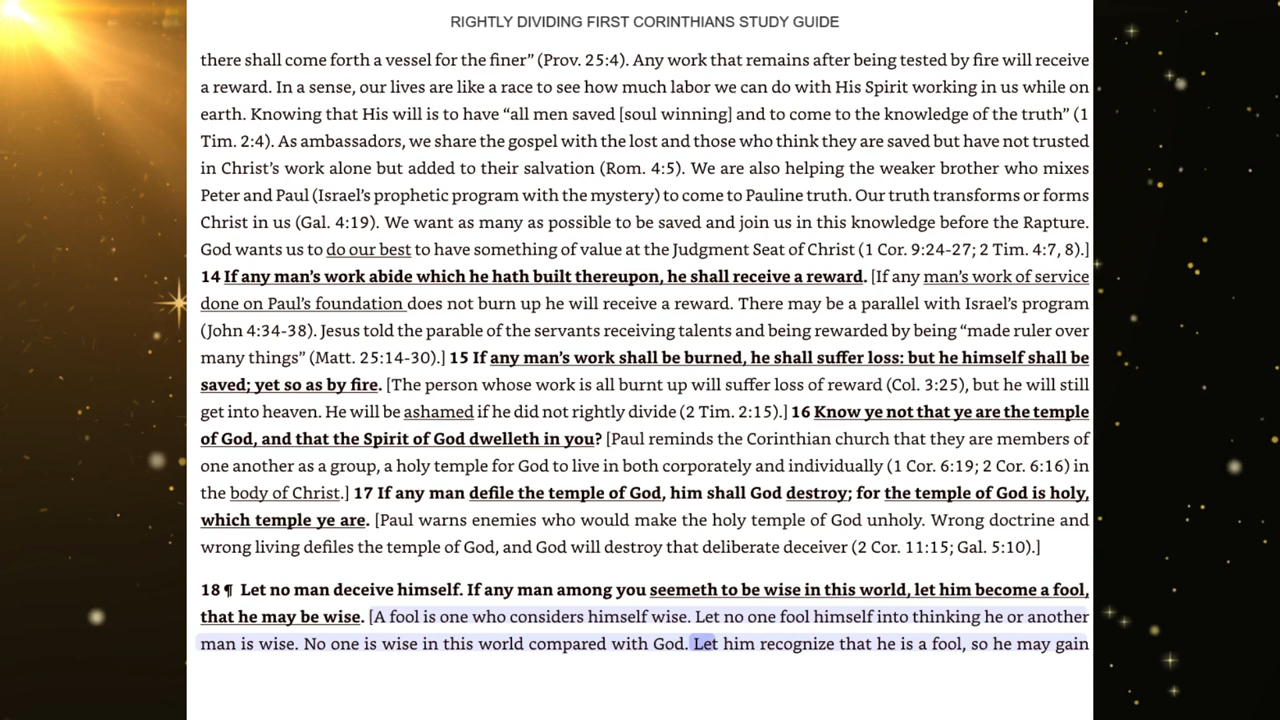 RIGHTLY DIVIDING FIRST CORINTHIANS STUDY GUIDE
there shall come forth a vessel for the finer” (Prov. 25:4). Any work that remains after being tested by fire will receive
a reward. In a sense, our lives are like a race to see how much labor we can do with His Spirit working in us while on
earth. Knowing that His will is to have “all men saved [soul winning] and to come to the knowledge of the truth” (1
Tim. 2:4). As ambassadors, we share the gospel with the lost and those who think they are saved but have not trusted
in Christ’s work alone but added to their salvation (Rom. 4:5). We are also helping the weaker brother who mixes
Peter and Paul (Israel’s prophetic program with the mystery) to come to Pauline truth. Our truth transforms or forms
Christ in us (Gal. 4:19). We want as many as possible to be saved and join us in this knowledge before the Rapture.
God wants us to do our best to have something of value at the Judgment Seat of Christ (1 Cor. 9:24-27; 2 Tim. 4:7, 8).]
14 If any man’s work abide which he hath built thereupon, he shall receive a reward. [If any man’s work of service
done on Paul’s foundation does not burn up he will receive a reward. There may be a parallel with Israel’s program
(John 4:34-38). Jesus told the parable of the servants receiving talents and being rewarded by being “made ruler over
many things” (Matt. 25:14-30).] 15 If any man’s work shall be burned, he shall suffer loss: but he himself shall be
saved; yet so as by fire. [The person whose work is all burnt up will suffer loss of reward (Col. 3:25), but he will still
get into heaven. He will be ashamed if he did not rightly divide (2 Tim. 2:15).] 16 Know ye not that ye are the temple
of God, and that the Spirit of God dwelleth in you? [Paul reminds the Corinthian church that they are members of
one another as a group, a holy temple for God to live in both corporately and individually (1 Cor. 6:19; 2 Cor. 6:16) in
the body of Christ.] 17 If any man defile the temple of God, him shall God destroy; for the temple of God is holy,
which temple ye are. [Paul warns enemies who would make the holy temple of God unholy. Wrong doctrine and
wrong living defiles the temple of God, and God will destroy that deliberate deceiver (2 Cor. 11:15; Gal. 5:10).]
18 ¶ Let no man deceive himself. If any man among you seemeth to be wise in this world, let him become a fool,
that he may be wise. [A fool is one who considers himself wise. Let no one fool himself into thinking he or another
man is wise. No one is wise in this world compared with God. Let him recognize that he is a fool, so he may gain